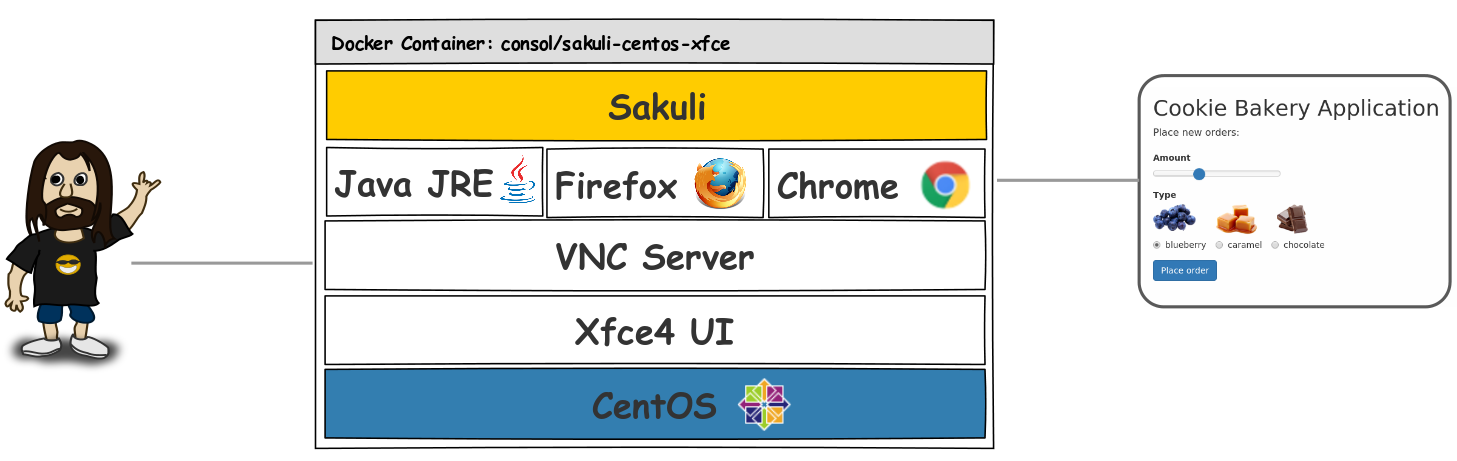 Docker Container: consol/sakuli-centos-xfce
Sakuli
Java JRE Firefox Chrome
VNC Server
Xfce4 UI
CentOS
Cookie Bakery Application
Place new orders:
Amount
Type
blueberry caramel chocolate
Place order